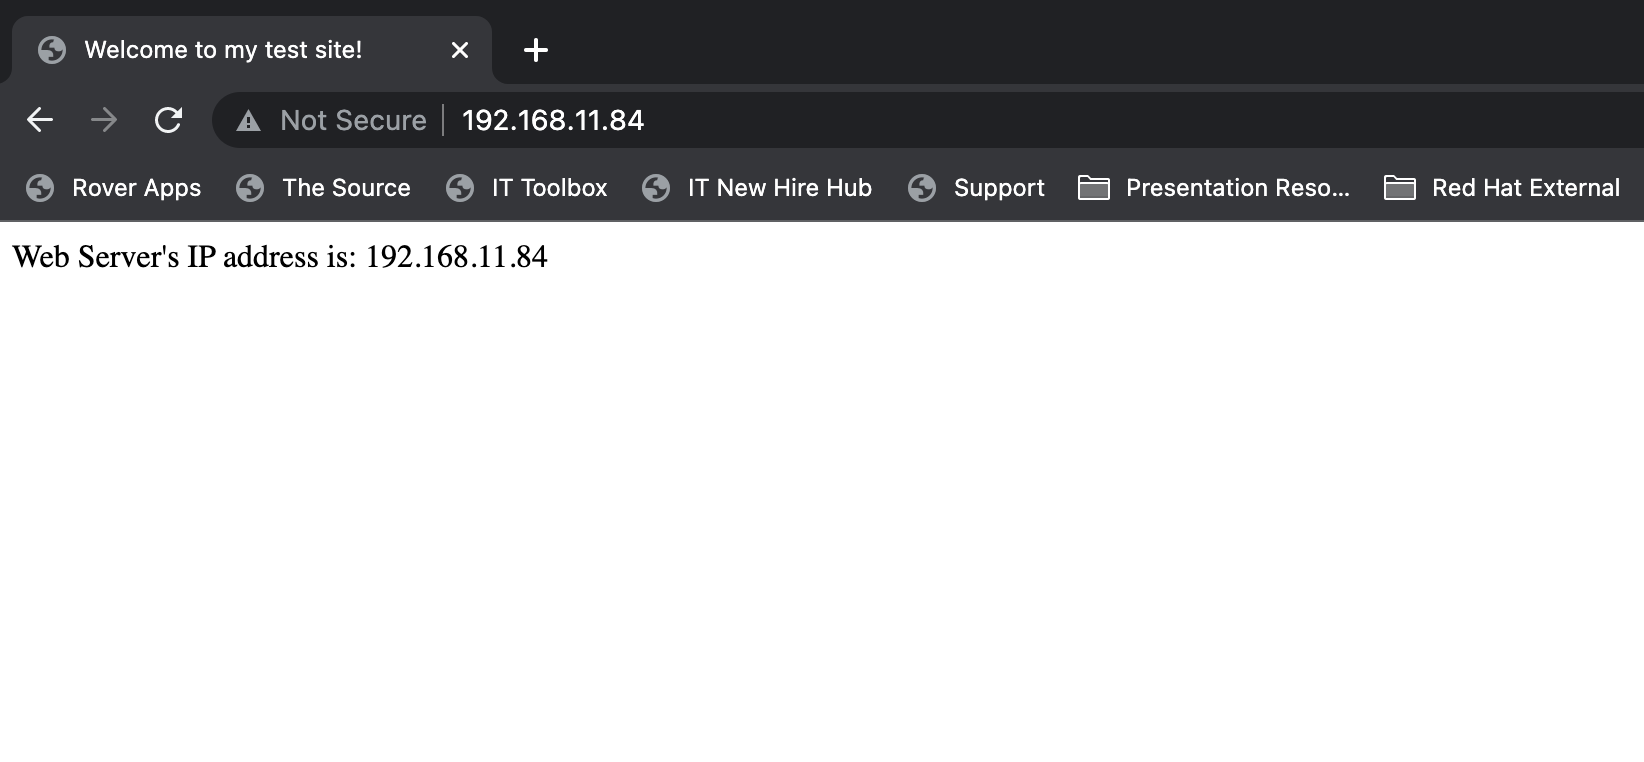 Welcome to my test site!
Not Secure 192.168.11.84
Rover Apps The Source IT Toolbox IT New Hire Hub Support Presentation Reso... Red Hat External
Web Server's IP address is: 192.168.11.84